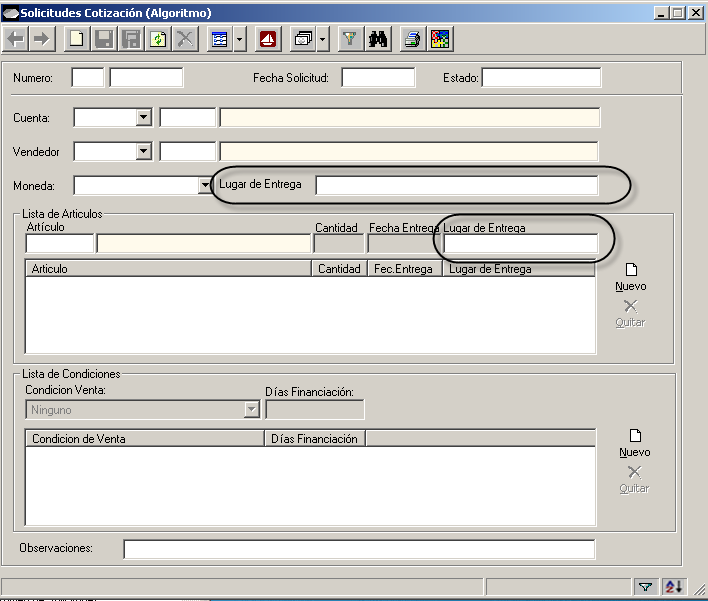 Solicitudes Cotización (Algoritmo)
Numero: Fecha Solicitud: Estado:
Cuenta:
Vendedor
Moneda: Lugar de Entrega
Lista de Articulos
Artículo Cantidad Fecha Entrega Lugar de Entrega
Articulo Cantidad Fec.Entrega Lugar de Entrega
Nuevo
Quitar
Lista de Condiciones
Condicion Venta: Días Financiación:
Ninguno
Condicion de Venta Días Financiación
Nuevo
Quitar
Observaciones: